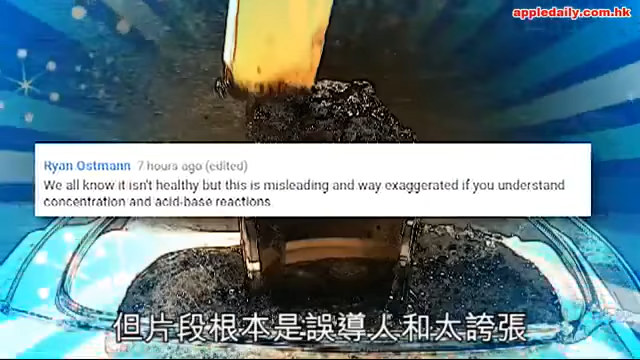 appledaily.com.hk
Ryan Ostmann 7 hours ago (edited)
We all know it isn't healthy but this is misleading and way exaggerated if you understand
concentration and acid-base reactions
但片段根本是誤導人和太誇張